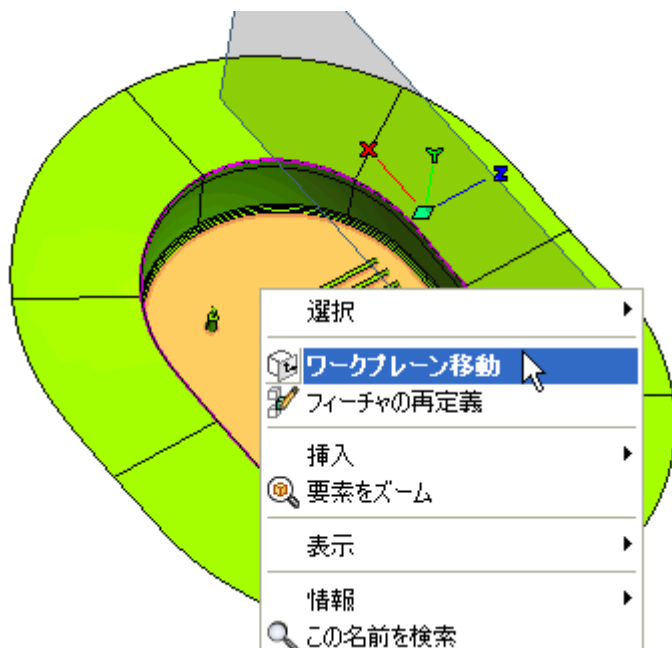 X
Y
Z
選択
ワークプレーン移動
フィーチャの再定義
挿入
要素をズーム
表示
情報
この名前を検索